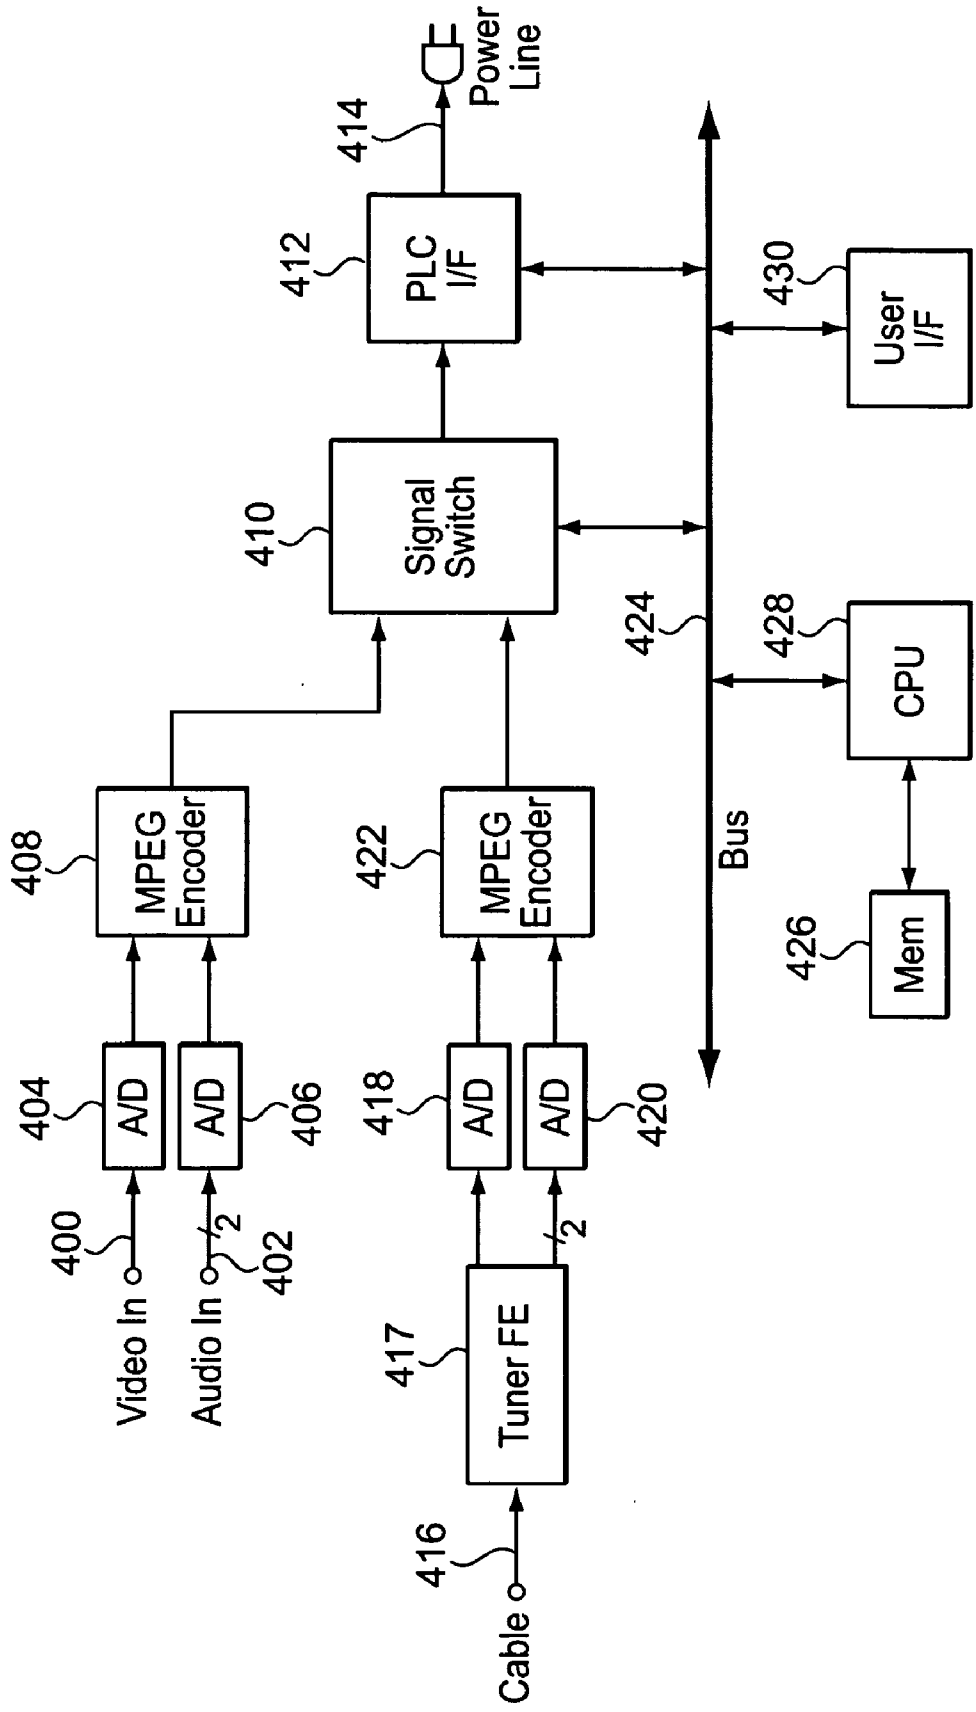 408
404
400
Video In
A/D
MPEG
Encoder
Audio In
2
402
A/D
406
410
Signal
Switch
412
PLC
I/F
414
Power
Line
422
MPEG
Encoder
418
A/D
A/D
420
417
Tuner FE
2
416
Cable
424
Bus
426
Mem
428
CPU
430
User
I/F